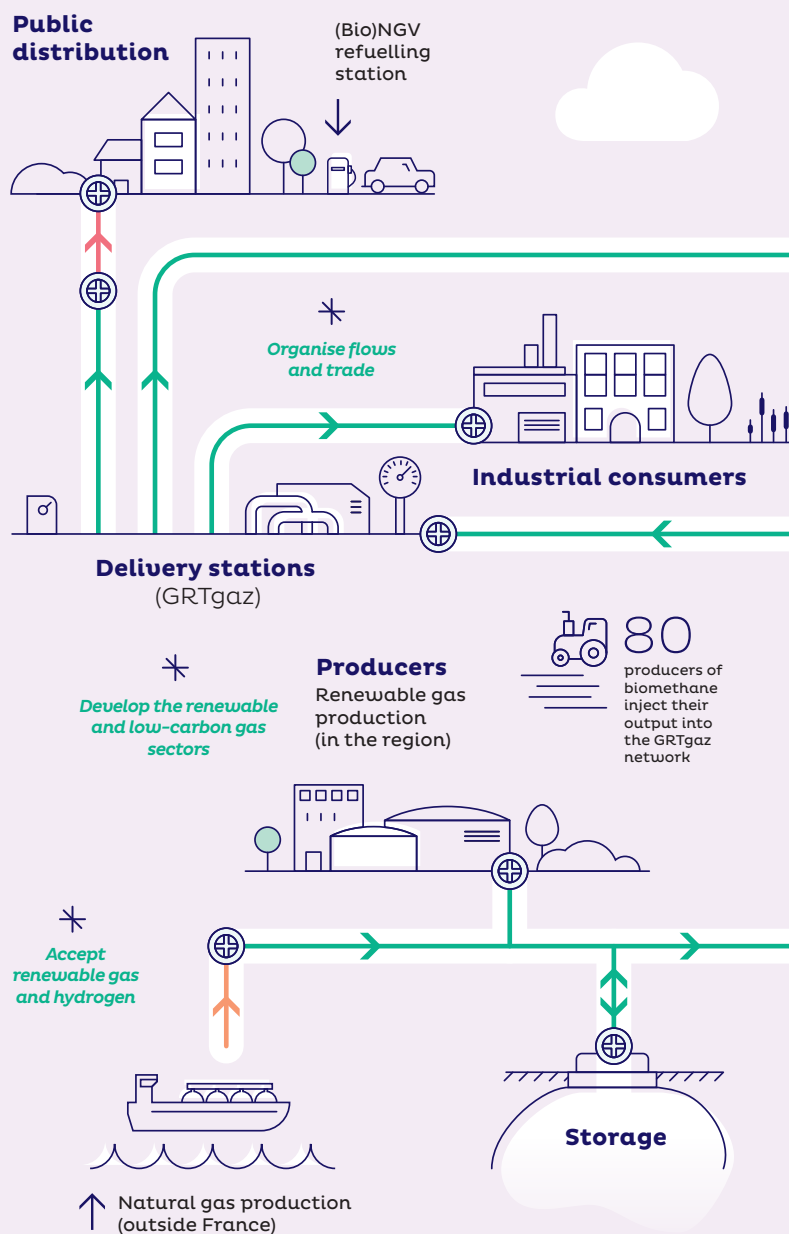 Public
distribution
(Bio)NGV
refuelling
station
Organise flows
and trade
Industrial consumers
Delivery stations
(GRTgaz)
80
producers of
biomethane
inject their
output into
the GRTgaz
network
Producers
Renewable gas
production
(in the region)
Develop the renewable
and low-carbon gas
sectors
Accept
renewable gas
and hydrogen
Storage
Natural gas production
(outside France)